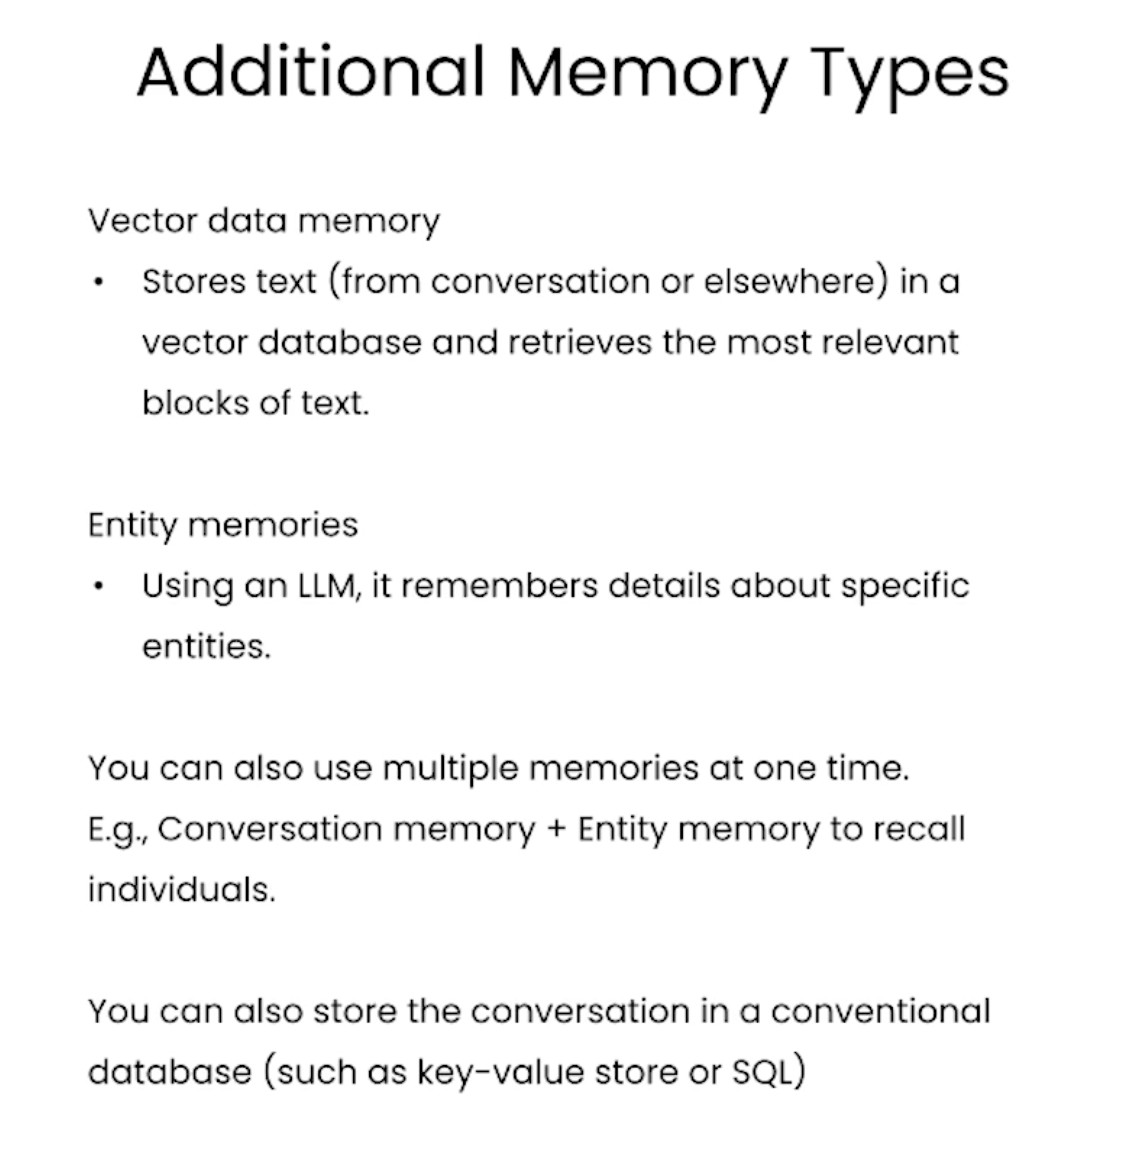 Additional Memory Types
Vector data memory
• Stores text (from conversation or elsewhere) in a
vector database and retrieves the most relevant
blocks of text.
Entity memories
• Using an LLM, it remembers details about specific
entities.
You can also use multiple memories at one time.
E.g., Conversation memory + Entity memory to recall
individuals.
You can also store the conversation in a conventional
database (such as key-value store or SQL)